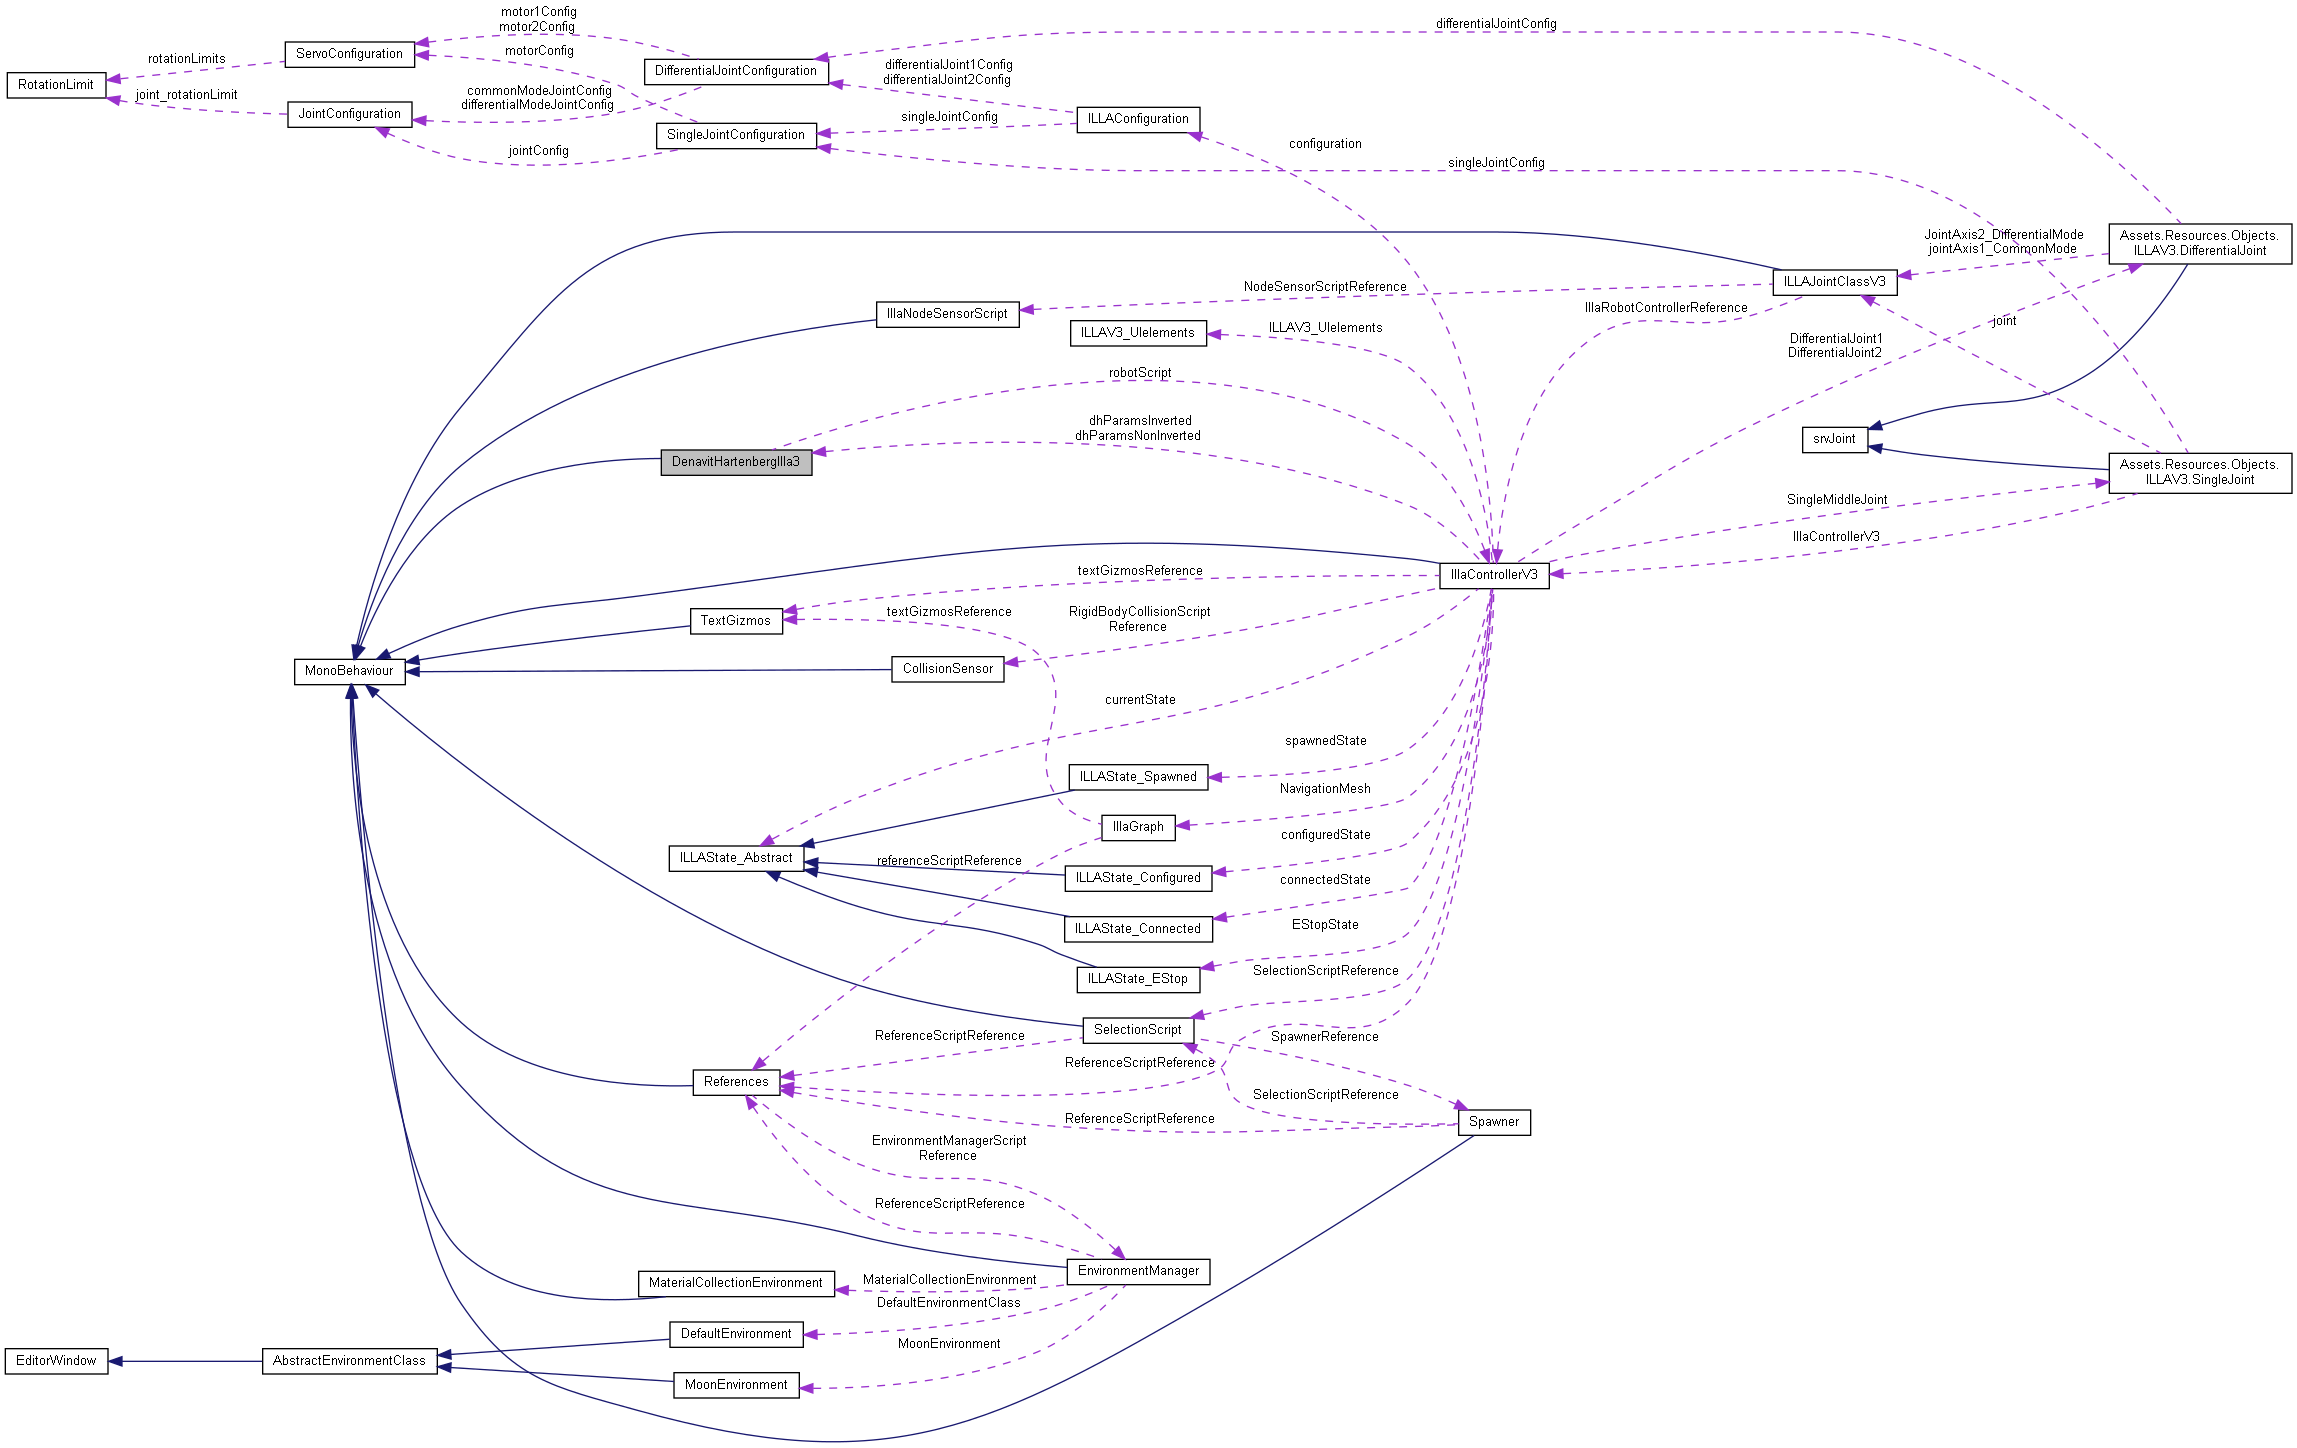 motor1Config
motor2Config
differentialJointConfig
ServoConfiguration
motorConfig
rotationLimits
RotationLimit
DifferentialJointConfiguration
differentialJoint1Config
differentialJoint2Config
joint_rotationLimit
commonModeJointConfig
differentialModeJointConfig
JointConfiguration
ILLAConfiguration
singleJointConfig
SingleJointConfiguration
jointConfig
configuration
singleJointConfig
JointAxis2_DifferentialMode
jointAxis1_CommonMode
Assets.Resources.Objects.
ILLAV3.DifferentialJoint
ILLAJointClassV3
NodeSensorScriptReference
IllaNodeSensorScript
IllaRobotControllerReference
ILLAV3_UIelements
ILLAV3_UIelements
joint
DifferentialJoint1
DifferentialJoint2
robotScript
dhParamsInverted
dhParamsNonInverted
srvJoint
DenavitHartenbergIlla3
Assets.Resources.Objects.
ILLAV3.SingleJoint
SingleMiddleJoint
IllaControllerV3
textGizmosReference
IllaControllerV3
textGizmosReference
RigidBodyCollisionScript
Reference
TextGizmos
MonoBehaviour
CollisionSensor
currentState
spawnedState
ILLAState_Spawned
NavigationMesh
IllaGraph
configuredState
ILLAState_Abstract
referenceScriptReference
ILLAState_Configured
connectedState
ILLAState_Connected
EStopState
ILLAState_EStop
SelectionScriptReference
SelectionScript
ReferenceScriptReference
SpawnerReference
ReferenceScriptReference
References
SelectionScriptReference
ReferenceScriptReference
Spawner
EnvironmentManagerScript
Reference
ReferenceScriptReference
EnvironmentManager
MaterialCollectionEnvironment
MaterialCollectionEnvironment
DefaultEnvironmentClass
DefaultEnvironment
MoonEnvironment
EditorWindow
AbstractEnvironmentClass
MoonEnvironment